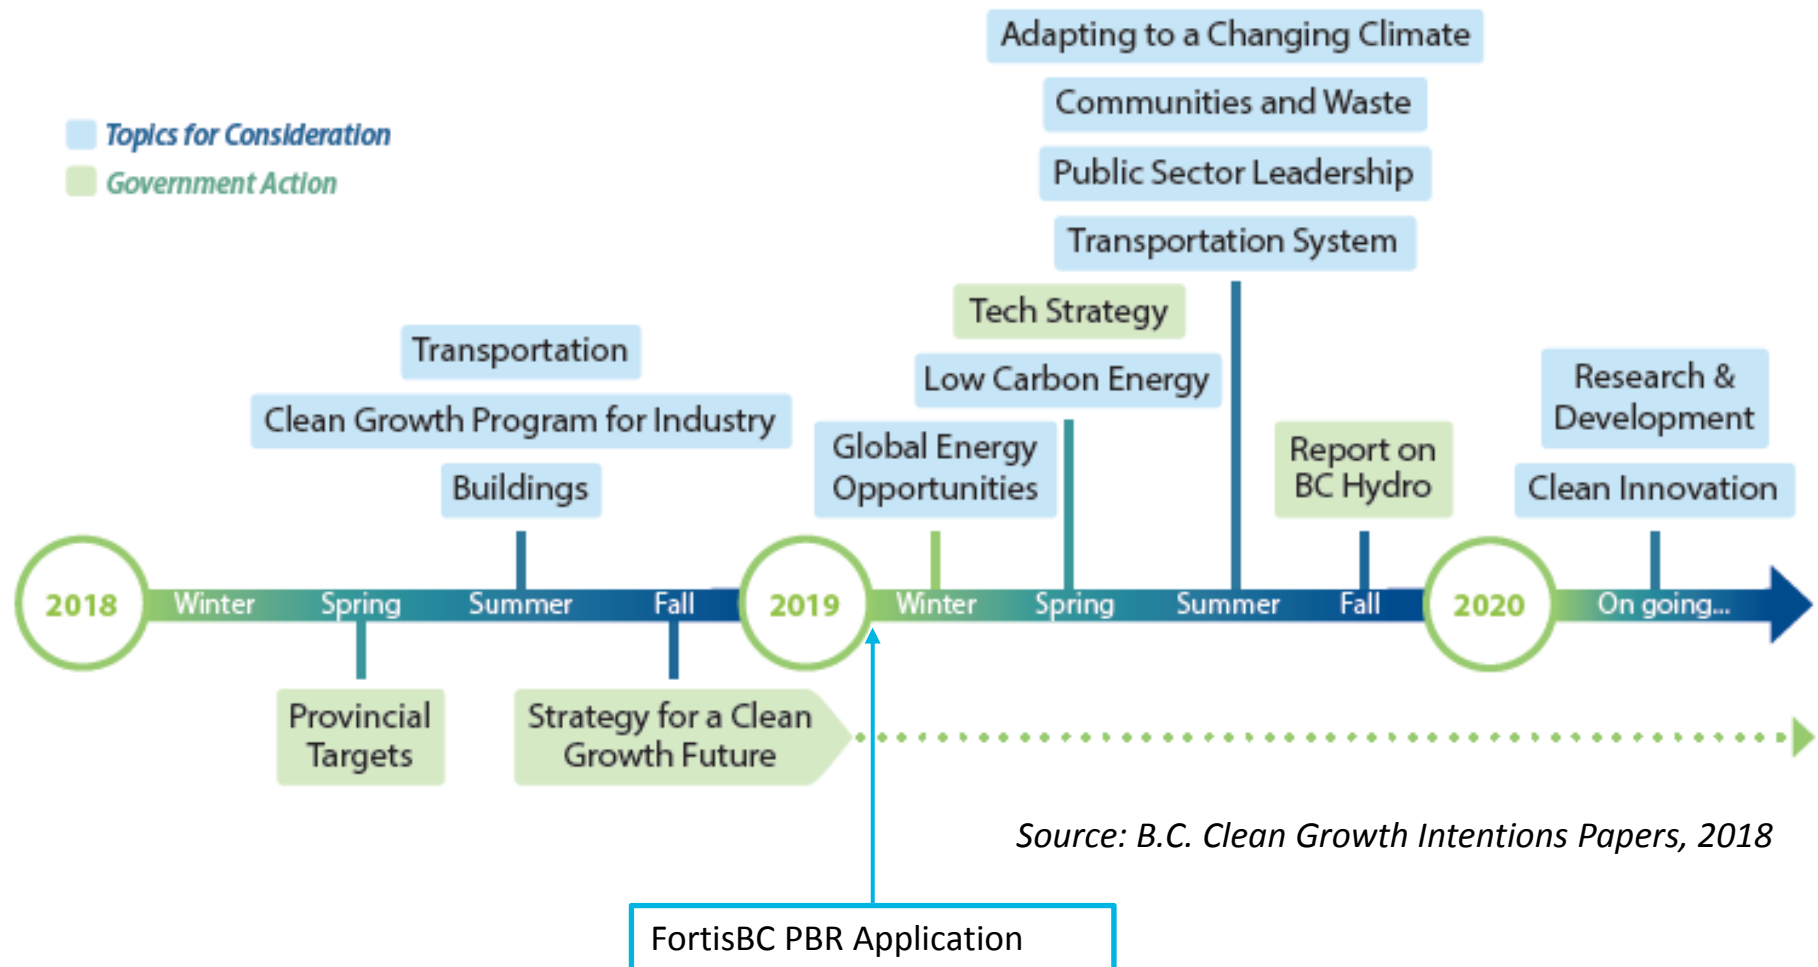 Adapting to a Changing Climate
Communities and Waste
Topics for Consideration
Public Sector Leadership
Government Action
Transportation System
Tech Strategy
Transportation
Low Carbon Energy
Research &
Development
Clean Growth Program for Industry
Global Energy
Opportunities
Report on
BC Hydro
Buildings
Clean Innovation
2018
Winter
Spring
Summer
Fall
2019
Winter
Spring
Summer
Fall
2020
On going...
Provincial
Targets
Strategy for a Clean
Growth Future
Source: B.C. Clean Growth Intentions Papers, 2018
FortisBC PBR Application